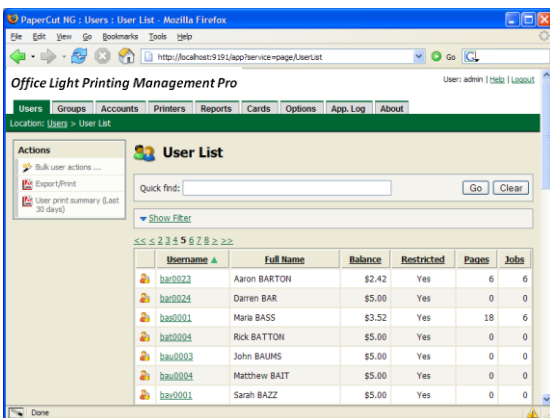 PaperCut NG : Users : User List - Mozilla Firefox
File Edit View Go Bookmarks Tools Help
http://localhost:9191/app?service=page/UserList Go
Office Light Printing Management Pro
User: admin | Help | Logout
Users Groups Accounts Printers Reports Cards Options App. Log About
Location: Users > User List
Actions
Bulk user actions ...
Export/Print
User print summary (Last
30 days)
User List
Quick find: Go Clear
Show Filter
<< < 2 3 4 5 6 7 8 > >>
Username Full Name Balance Restricted Pages Jobs
bar0023 Aaron BARTON $2.42 Yes 6 6
bar0024 Darren BAR $5.00 Yes 0 0
bas0001 Maria BASS $3.52 Yes 18 6
bat0004 Rick BATTON $5.00 Yes 0 0
bau0003 John BAUMS $5.00 Yes 0 0
bau0004 Matthew BAIT $5.00 Yes 0 0
bay0001 Sarah BAZZ $5.00 Yes 0 0
Done